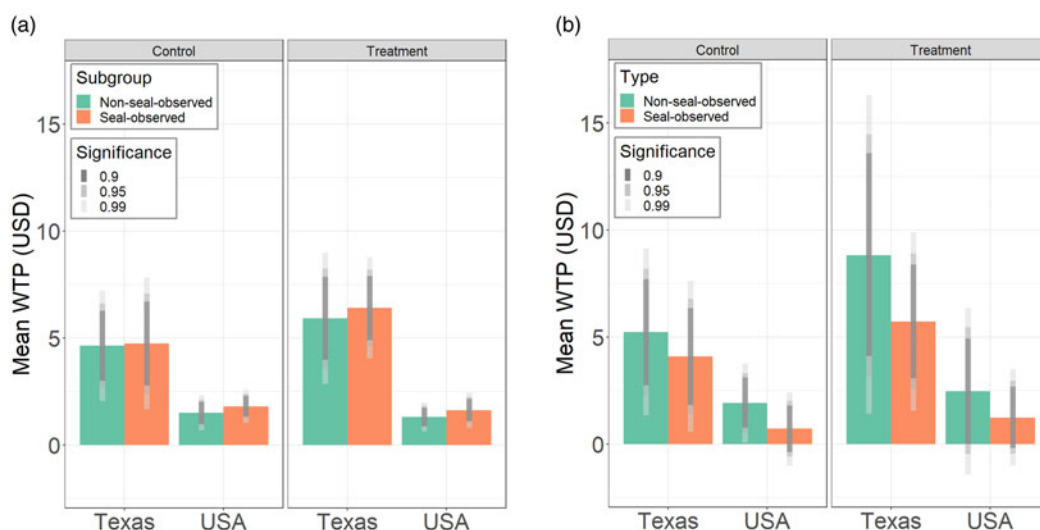 (a)
Control
Treatment
Subgroup
Non-seal-observed
Seal-observed
Significance
0.9
0.95
0.99
Mean WTP (USD)
15
10
5
0
Texas
USA
Texas
USA
(b)
Control
Treatment
Type
Non-seal-observed
Seal-observed
Significance
0.9
0.95
0.99
Mean WTP (USD)
15
10
5
0
Texas
USA
Texas
USA